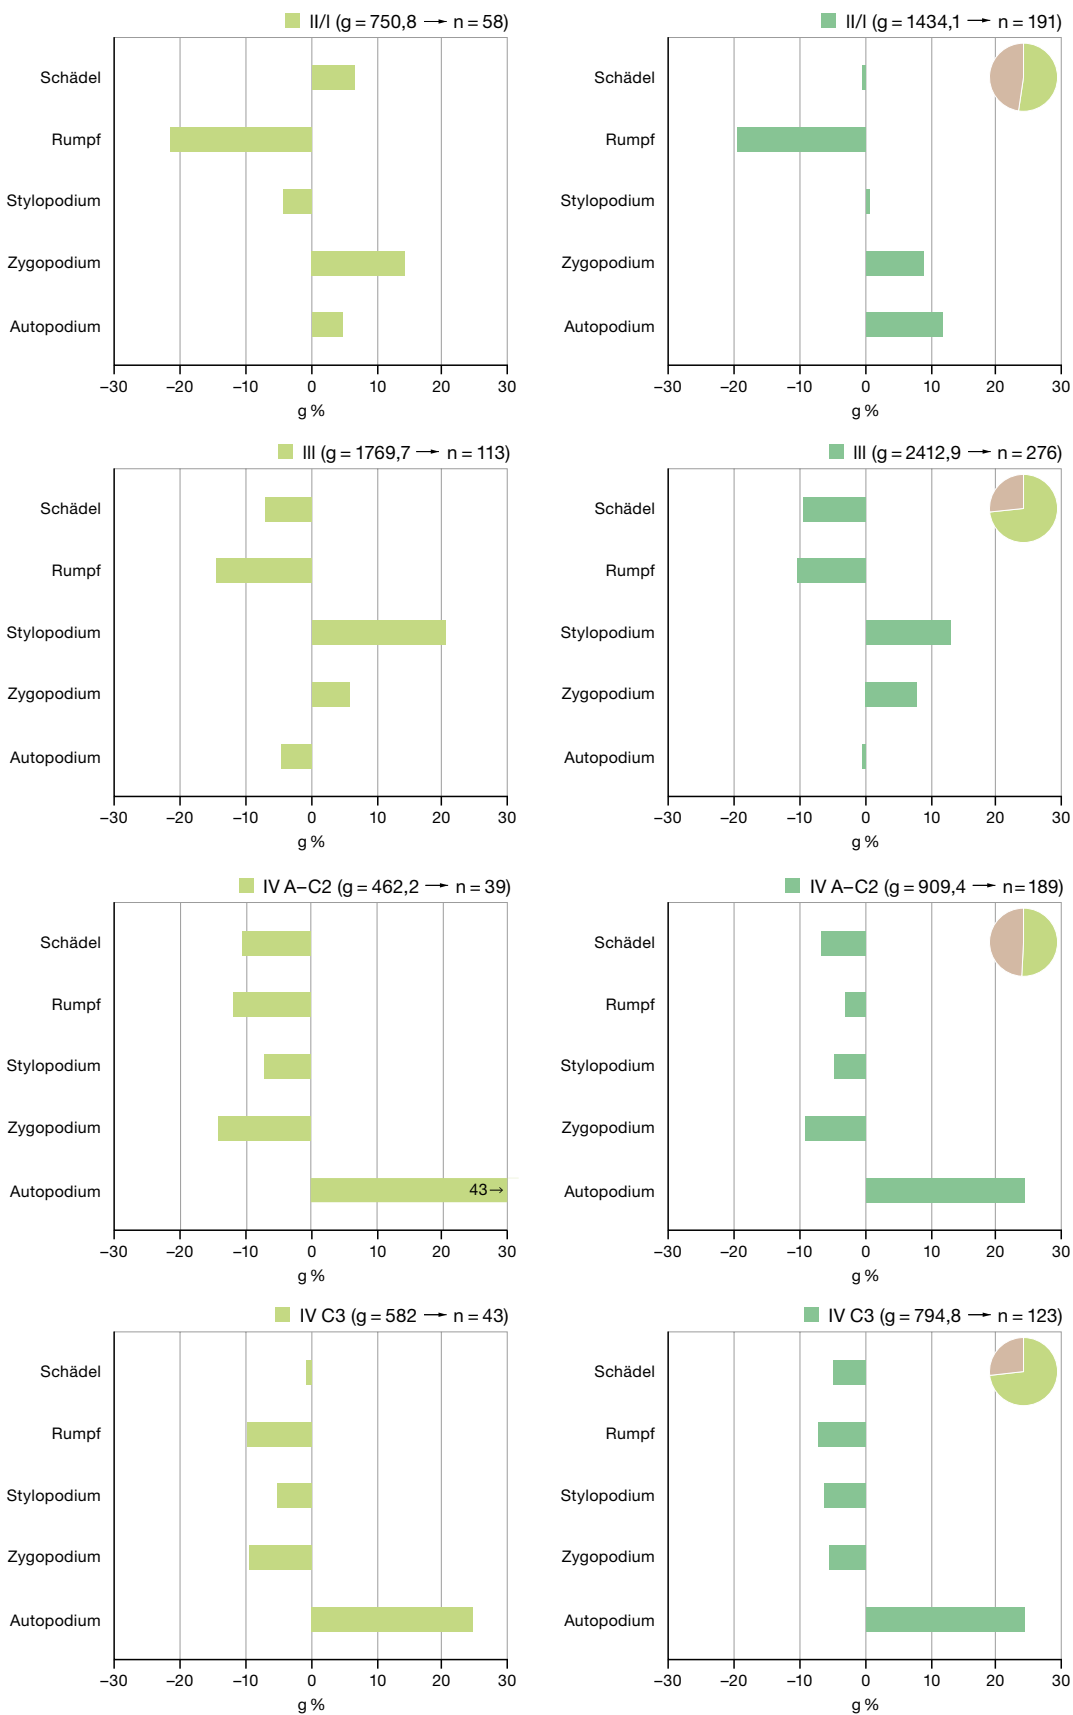 II/I (g = 750,8 → n = 58)
Schädel
Rumpf
Stylopodium
Zygopodium
Autopodium
−30 −20 −10 0 10 20 30
g %
II/I (g = 1434,1 → n = 191)
Schädel
Rumpf
Stylopodium
Zygopodium
Autopodium
−30 −20 −10 0 10 20 30
g %
III (g = 1769,7 → n = 113)
Schädel
Rumpf
Stylopodium
Zygopodium
Autopodium
−30 −20 −10 0 10 20 30
g %
III (g = 2412,9 → n = 276)
Schädel
Rumpf
Stylopodium
Zygopodium
Autopodium
−30 −20 −10 0 10 20 30
g %
IV A–C2 (g = 462,2 → n = 39)
Schädel
Rumpf
Stylopodium
Zygopodium
Autopodium
43→
−30 −20 −10 0 10 20 30
g %
IV A–C2 (g = 909,4 → n = 189)
Schädel
Rumpf
Stylopodium
Zygopodium
Autopodium
−30 −20 −10 0 10 20 30
g %
IV C3 (g = 582 → n = 43)
Schädel
Rumpf
Stylopodium
Zygopodium
Autopodium
−30 −20 −10 0 10 20 30
g %
IV C3 (g = 794,8 → n = 123)
Schädel
Rumpf
Stylopodium
Zygopodium
Autopodium
−30 −20 −10 0 10 20 30
g %